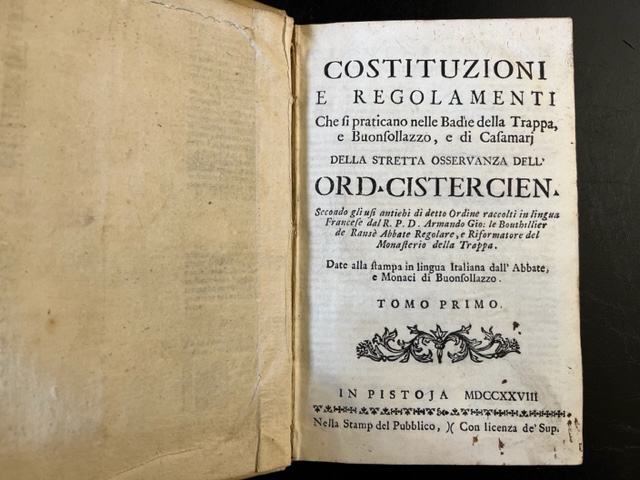 COSTITUZIONI
E REGOLAMENTI
Che ſi praticano nelle Badìe della Trappa,
e Buonſollazzo, e di Caſamarj
DELLA STRETTA OSSERVANZA DELL'
ORD. CISTERCIEN.
Secondo gli uſi antichi di detto Ordine raccolti in lingua
Franceſe dal R. P. D. Armando Gio: le Bouthillier
de Ransè Abbate Regolare, e Riformatore del
Monaſterio della Trappa.
Date alla ſtampa in lingua Italiana dall' Abbate,
e Monaci di Buonſollazzo.
TOMO PRIMO.
IN PISTOJA MDCCXXVIII
Nella Stamp del Pubblico, )( Con licenza de' Sup.